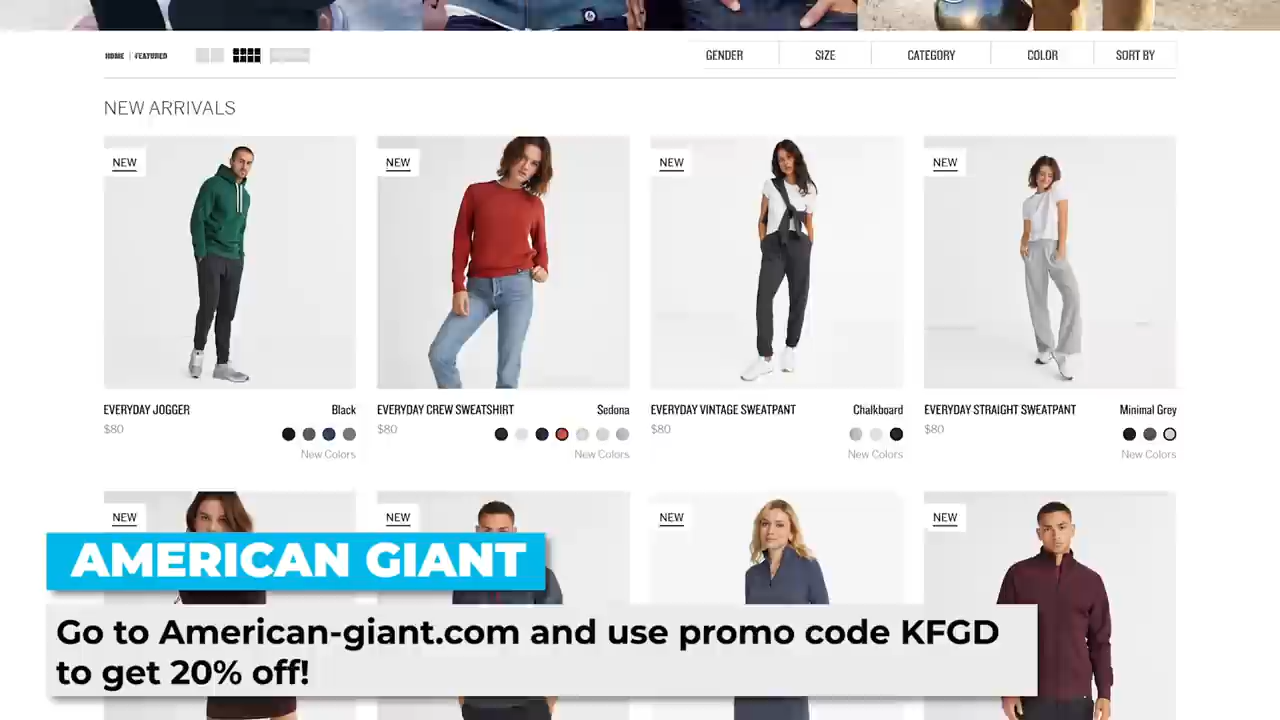 HOME | FEATURED
GENDER
SIZE
CATEGORY
COLOR
SORT BY
NEW ARRIVALS
NEW
NEW
NEW
NEW
EVERYDAY JOGGER Black
$80
New Colors
EVERYDAY CREW SWEATSHIRT Sedona
$80
New Colors
EVERYDAY VINTAGE SWEATPANT Chalkboard
$80
New Colors
EVERYDAY STRAIGHT SWEATPANT Minimal Grey
$80
New Colors
NEW
NEW
NEW
NEW
AMERICAN GIANT
Go to American-giant.com and use promo code KFGD
to get 20% off!